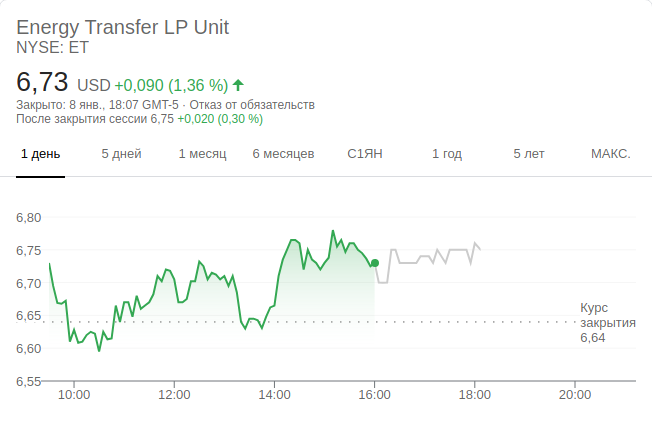 Energy Transfer LP Unit
NYSE: ET
6,73 USD +0,090 (1,36 %)
Закрыто: 8 янв., 18:07 GMT-5 · Отказ от обязательств
После закрытия сессии 6,75 +0,020 (0,30 %)
1 день 5 дней 1 месяц 6 месяцев С1ЯН 1 год 5 лет МАКС.
6,80
6,75
6,70
6,65
6,60
6,55
Курс
закрытия
6,64
10:00 12:00 14:00 16:00 18:00 20:00